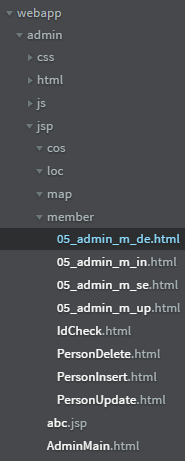 webapp
admin
css
html
js
jsp
cos
loc
map
member
05_admin_m_de.html
05_admin_m_in.html
05_admin_m_se.html
05_admin_m_up.html
IdCheck.html
PersonDelete.html
PersonInsert.html
PersonUpdate.html
abc.jsp
AdminMain.html